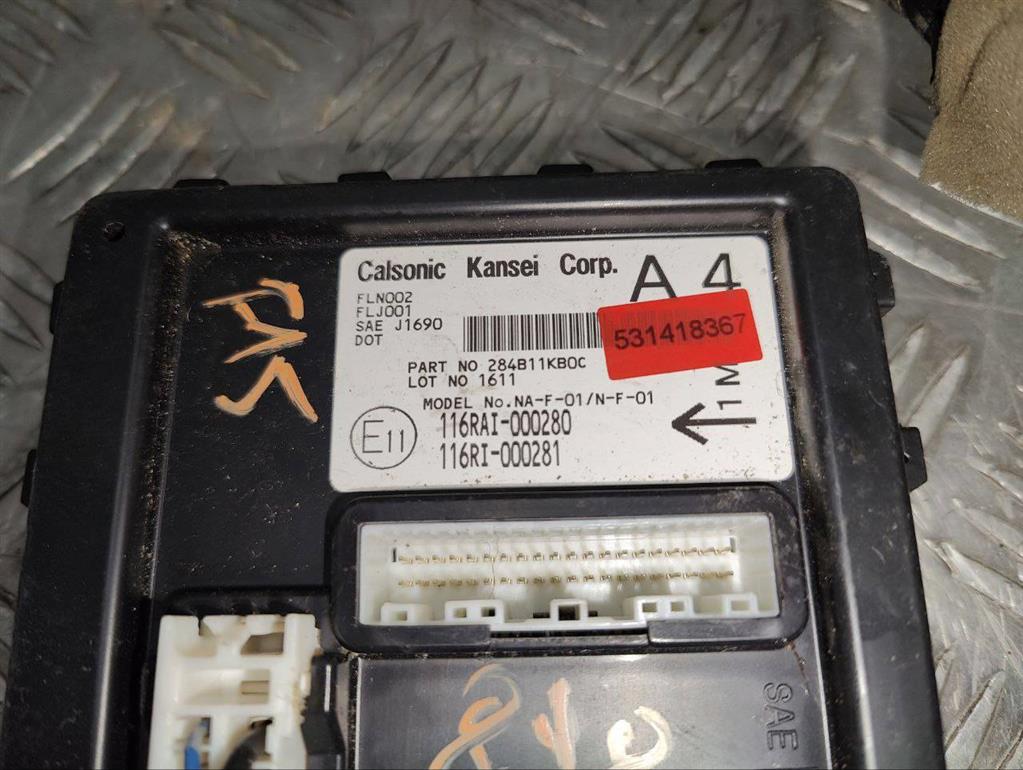 Calsonic Kansei Corp.
A 4
FLN002
FLJ001
SAE J1690
DOT
531418367
PART NO 284B11KB0C
LOT NO 1611
MODEL No.NA-F-01/N-F-01
1M
E11
116RAI-000280
116RI-000281
SAE